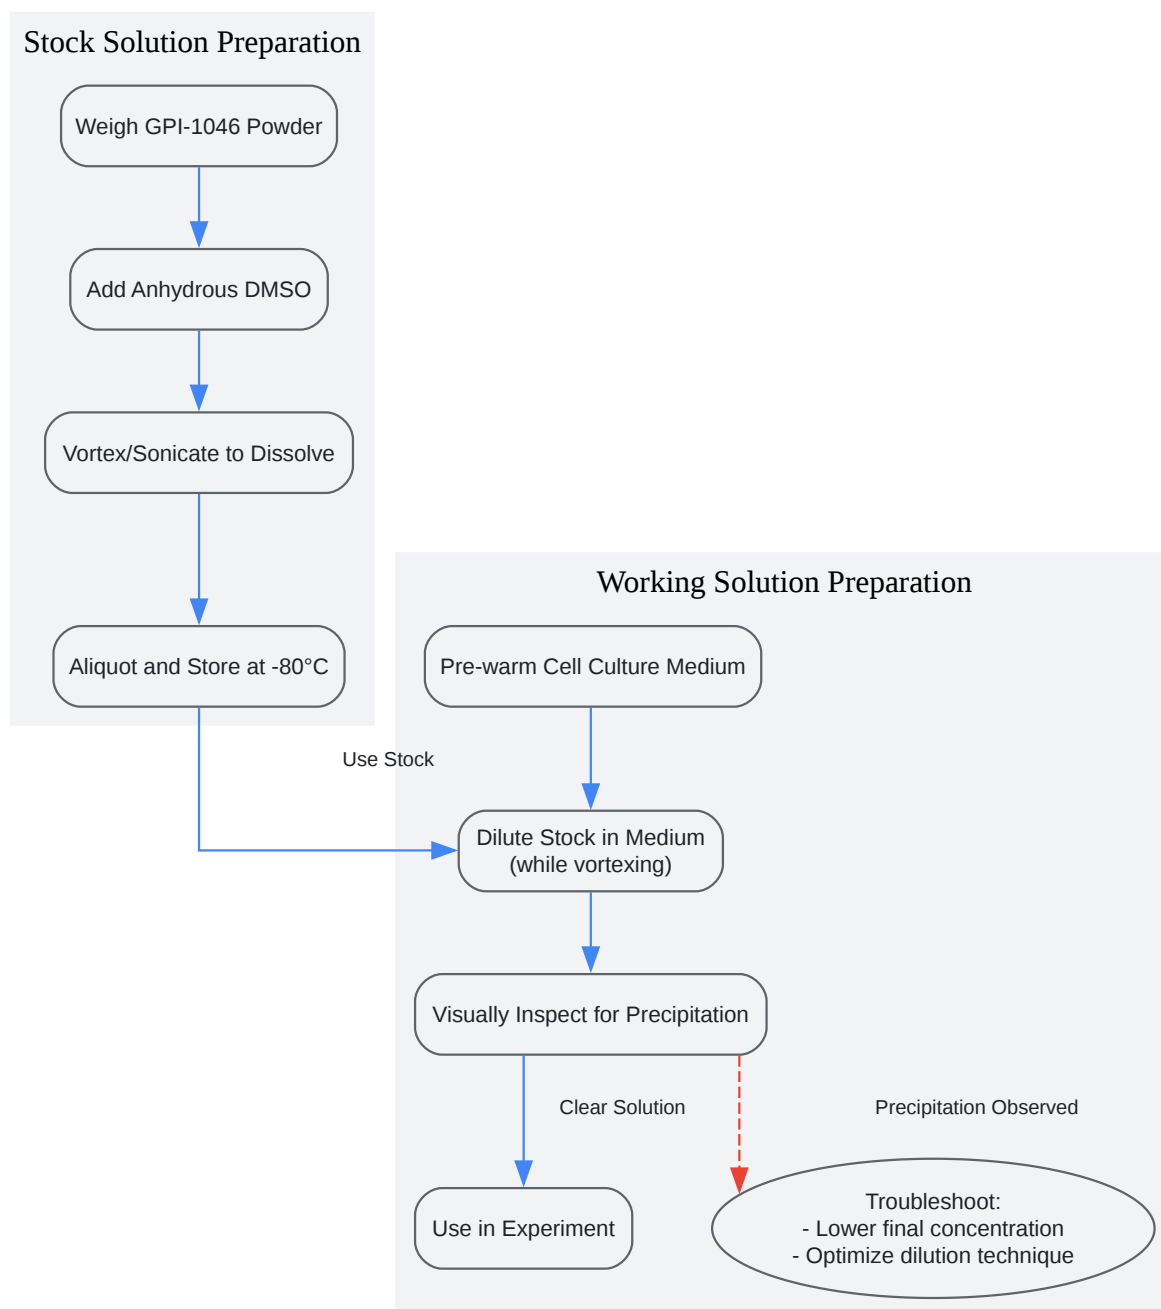 Stock Solution Preparation
Weigh GPI-1046 Powder
Add Anhydrous DMSO
Vortex/Sonicate to Dissolve
Aliquot and Store at -80°C
Use Stock
Working Solution Preparation
Pre-warm Cell Culture Medium
Dilute Stock in Medium
(while vortexing)
Visually Inspect for Precipitation
Clear Solution
Precipitation Observed
Use in Experiment
Troubleshoot:
- Lower final concentration
- Optimize dilution technique